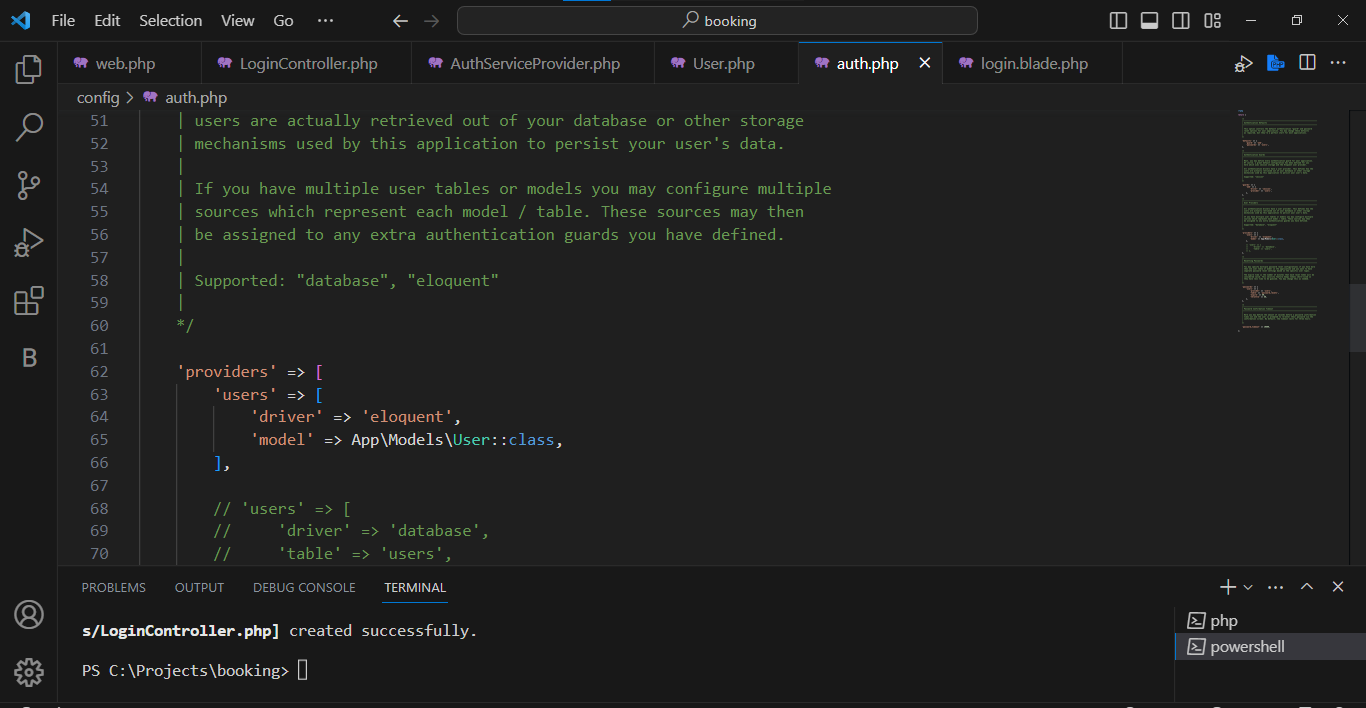 File Edit Selection View Go ··· booking
web.php LoginController.php AuthServiceProvider.php User.php auth.php login.blade.php
config > auth.php
51 | users are actually retrieved out of your database or other storage
52 | mechanisms used by this application to persist your user's data.
53 |
54 | If you have multiple user tables or models you may configure multiple
55 | sources which represent each model / table. These sources may then
56 | be assigned to any extra authentication guards you have defined.
57 |
58 | Supported: "database", "eloquent"
59 |
60 */
61
62 'providers' => [
63 'users' => [
64 'driver' => 'eloquent',
65 'model' => App\Models\User::class,
66 ],
67
68 // 'users' => [
69 //     'driver' => 'database',
70 //     'table' => 'users',
B
PROBLEMS OUTPUT DEBUG CONSOLE TERMINAL
s/LoginController.php] created successfully.
PS C:\Projects\booking>
php
powershell